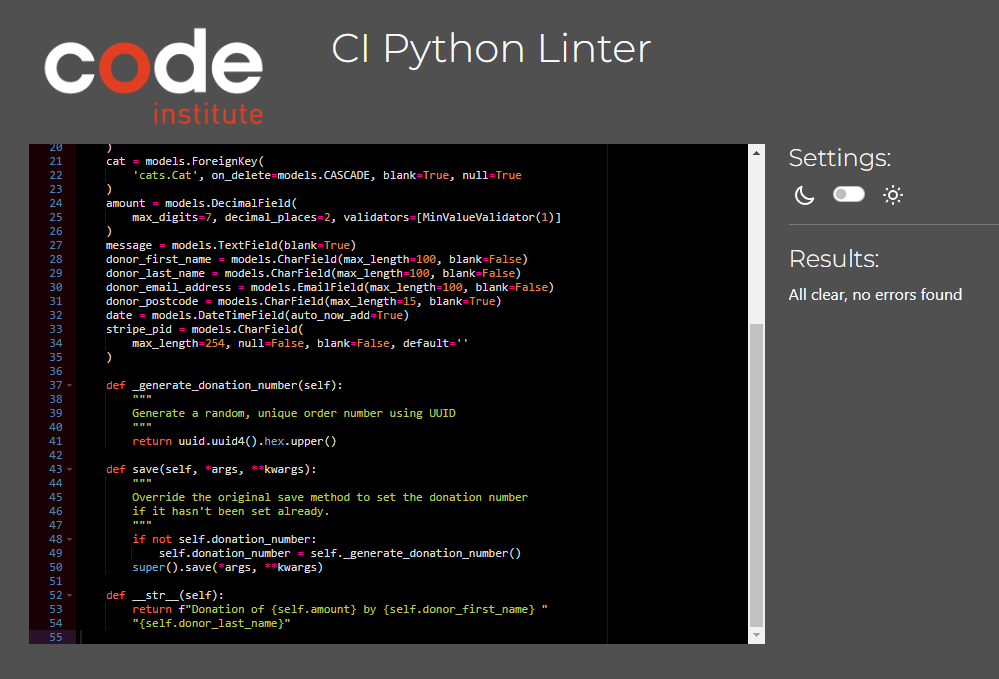 code
institute
CI Python Linter
20 )
21 cat = models.ForeignKey(
22 'cats.Cat', on_delete=models.CASCADE, blank=True, null=True
23 )
24 amount = models.DecimalField(
25 max_digits=7, decimal_places=2, validators=[MinValueValidator(1)]
26 )
27 message = models.TextField(blank=True)
28 donor_first_name = models.CharField(max_length=100, blank=False)
29 donor_last_name = models.CharField(max_length=100, blank=False)
30 donor_email_address = models.EmailField(max_length=100, blank=False)
31 donor_postcode = models.CharField(max_length=15, blank=True)
32 date = models.DateTimeField(auto_now_add=True)
33 stripe_pid = models.CharField(
34 max_length=254, null=False, blank=False, default=''
35 )
36
37 def _generate_donation_number(self):
38 """
39 Generate a random, unique order number using UUID
40 """
41 return uuid.uuid4().hex.upper()
42
43 def save(self, *args, **kwargs):
44 """
45 Override the original save method to set the donation number
46 if it hasn't been set already.
47 """
48 if not self.donation_number:
49 self.donation_number = self._generate_donation_number()
50 super().save(*args, **kwargs)
51
52 def __str__(self):
53 return f"Donation of {self.amount} by {self.donor_first_name} "
54 "{self.donor_last_name}"
55
Settings:
Results:
All clear, no errors found